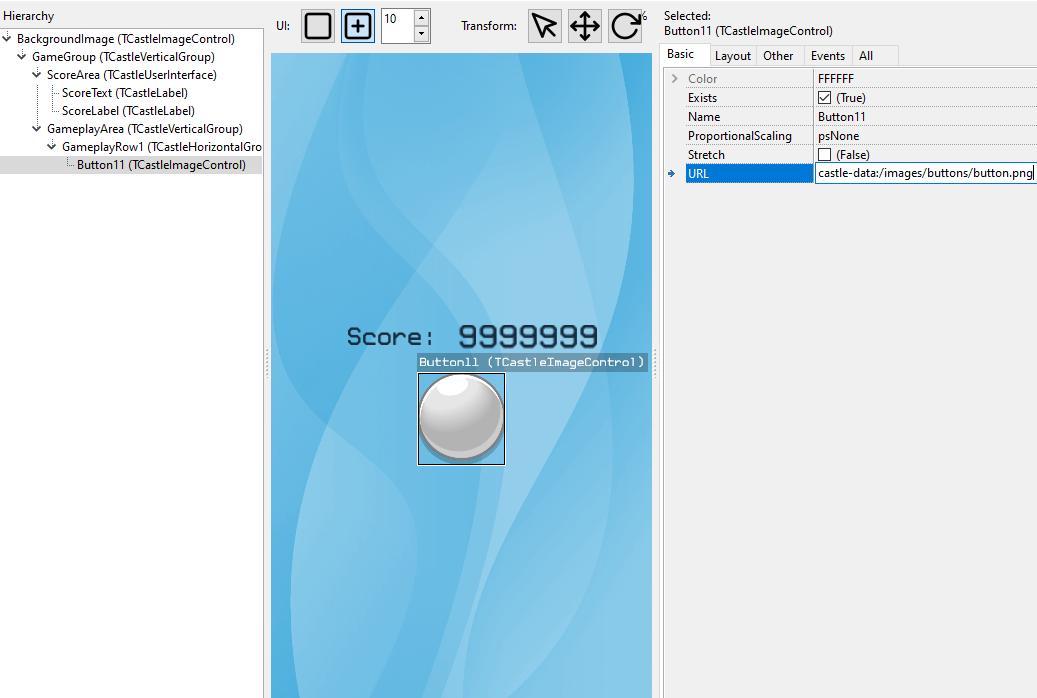 Hierarchy
BackgroundImage (TCastleImageControl)
GameGroup (TCastleVerticalGroup)
ScoreArea (TCastleUserInterface)
ScoreText (TCastleLabel)
ScoreLabel (TCastleLabel)
GameplayArea (TCastleVerticalGroup)
GameplayRow1 (TCastleHorizontalGro
Button11 (TCastleImageControl)
UI:
10
Transform:
%
Score: 9999999
Button11 (TCastleImageControl)
Selected:
Button11 (TCastleImageControl)
Basic Layout Other Events All
Color FFFFFF
Exists (True)
Name Button11
ProportionalScaling psNone
Stretch (False)
URL castle-data:/images/buttons/button.png